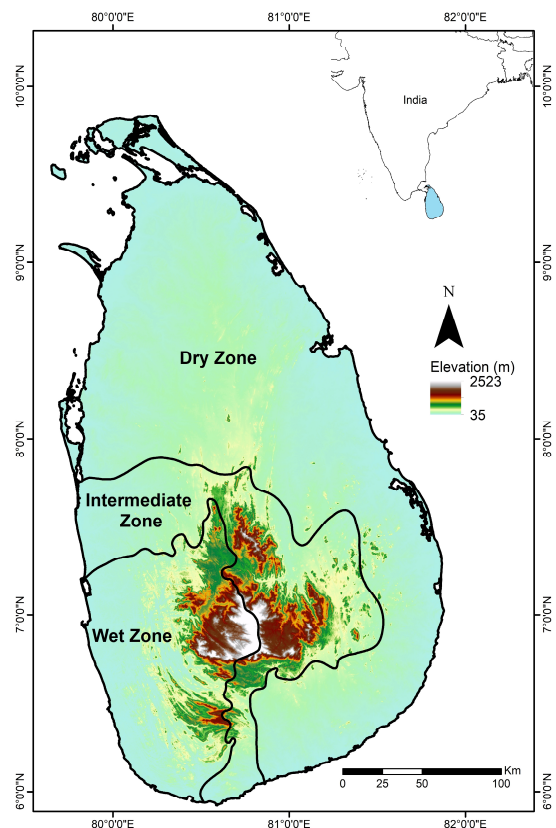 80°0'0"E 81°0'0"E 82°0'0"E
10°0'0"N 10°0'0"N
India
9°0'0"N 9°0'0"N
N
Dry Zone
Elevation (m)
2523
35
8°0'0"N 8°0'0"N
Intermediate
Zone
7°0'0"N 7°0'0"N
Wet Zone
Km
0 25 50 100
6°0'0"N 6°0'0"N
80°0'0"E 81°0'0"E 82°0'0"E